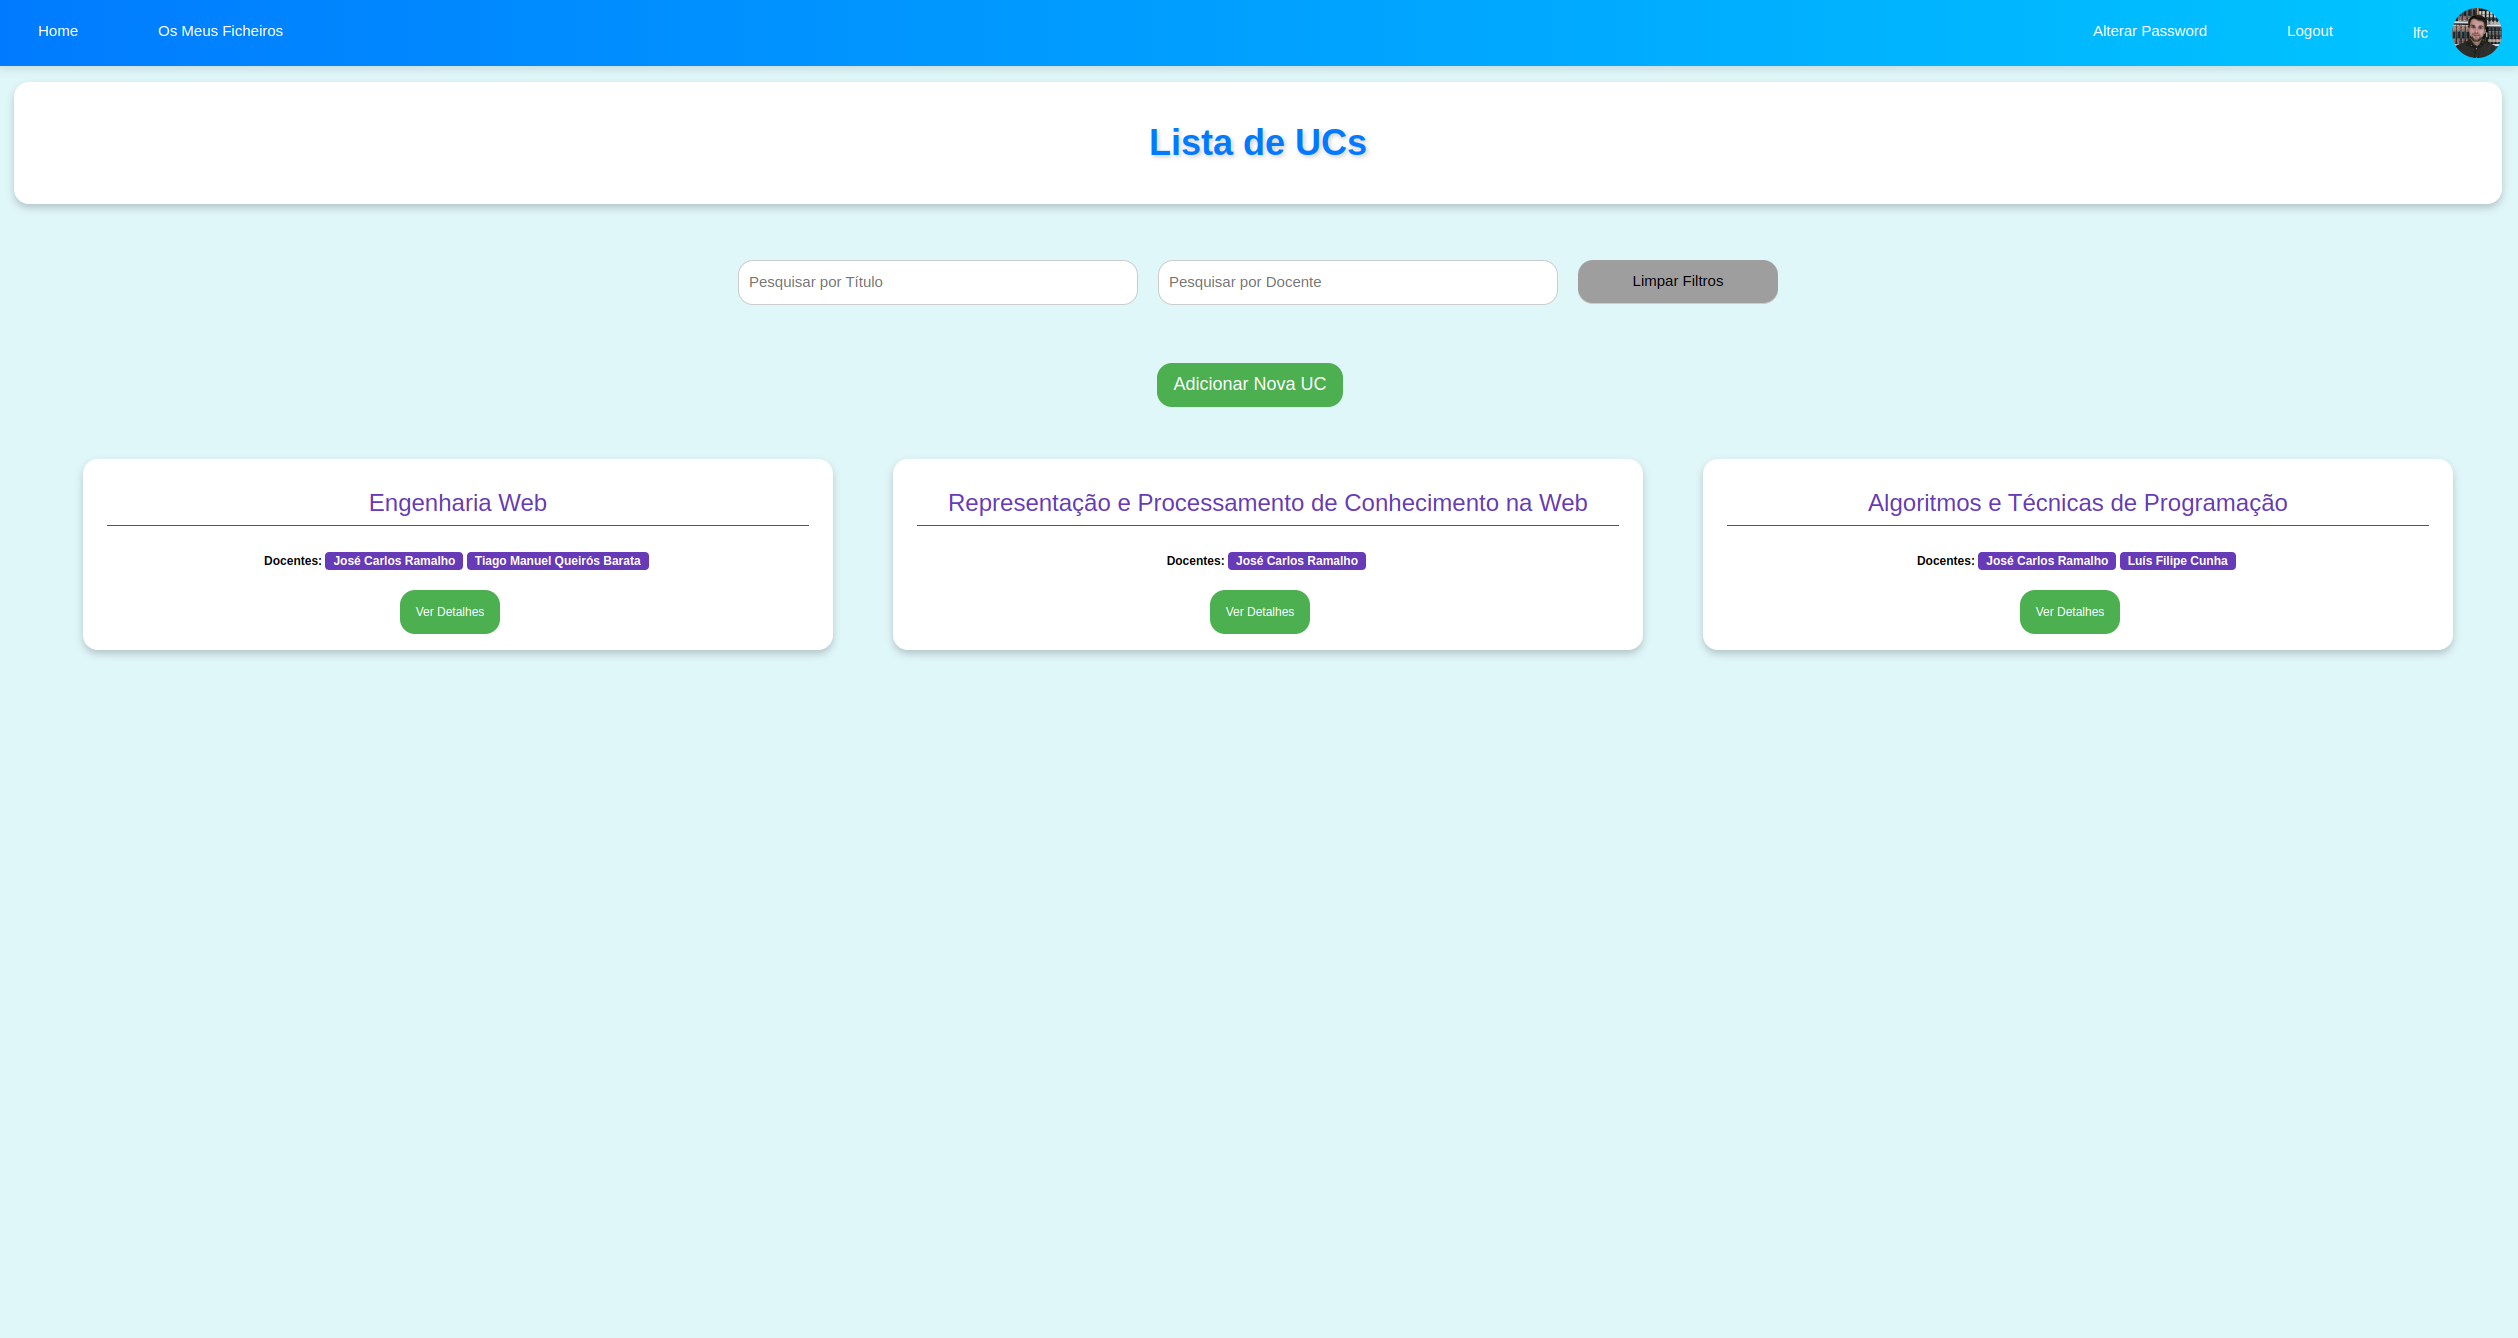 Home Os Meus Ficheiros Alterar Password Logout lfc
Lista de UCs
Pesquisar por Título Pesquisar por Docente Limpar Filtros
Adicionar Nova UC
Engenharia Web
Docentes: José Carlos Ramalho Tiago Manuel Queirós Barata
Ver Detalhes
Representação e Processamento de Conhecimento na Web
Docentes: José Carlos Ramalho
Ver Detalhes
Algoritmos e Técnicas de Programação
Docentes: José Carlos Ramalho Luís Filipe Cunha
Ver Detalhes